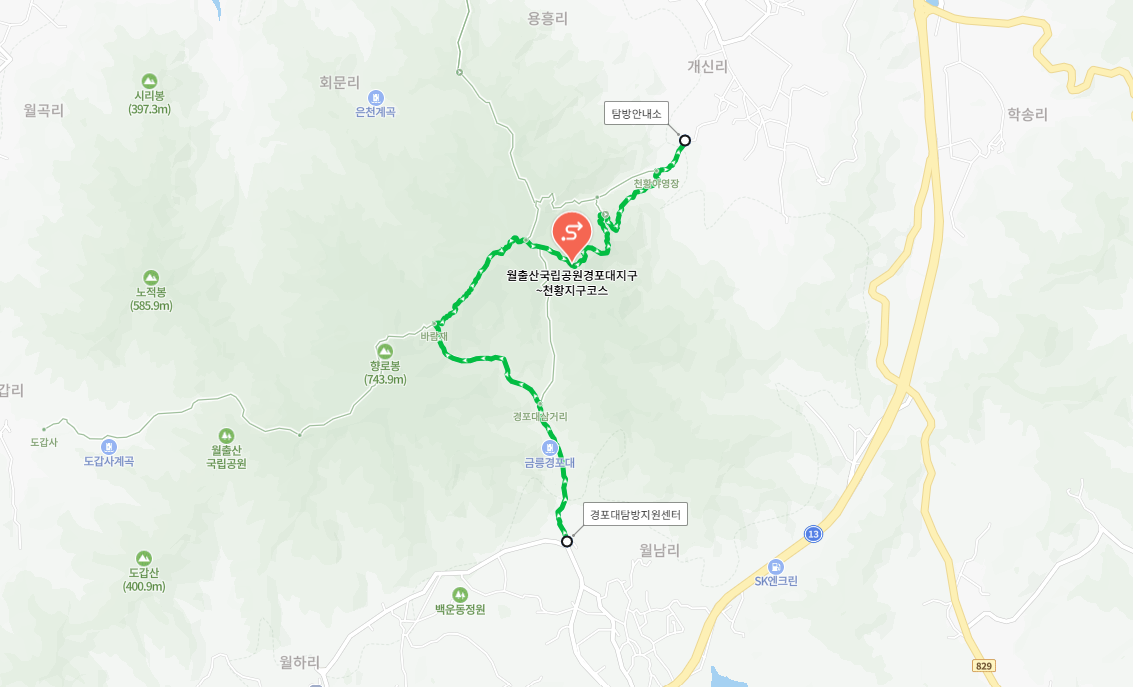 용흥리
개신리
회문리
시리봉
(397.3m)
월곡리
은천계곡
탐방안내소
학송리
천황야영장
월출산국립공원경포대지구
~천황지구코스
노적봉
(585.9m)
바람재
향로봉
(743.9m)
갑리
경포대삼거리
도갑사
도갑사계곡
월출산
국립공원
금릉경포대
경포대탐방지원센터
13
월남리
도갑산
(400.9m)
SK엔크린
백운동정원
월하리
829